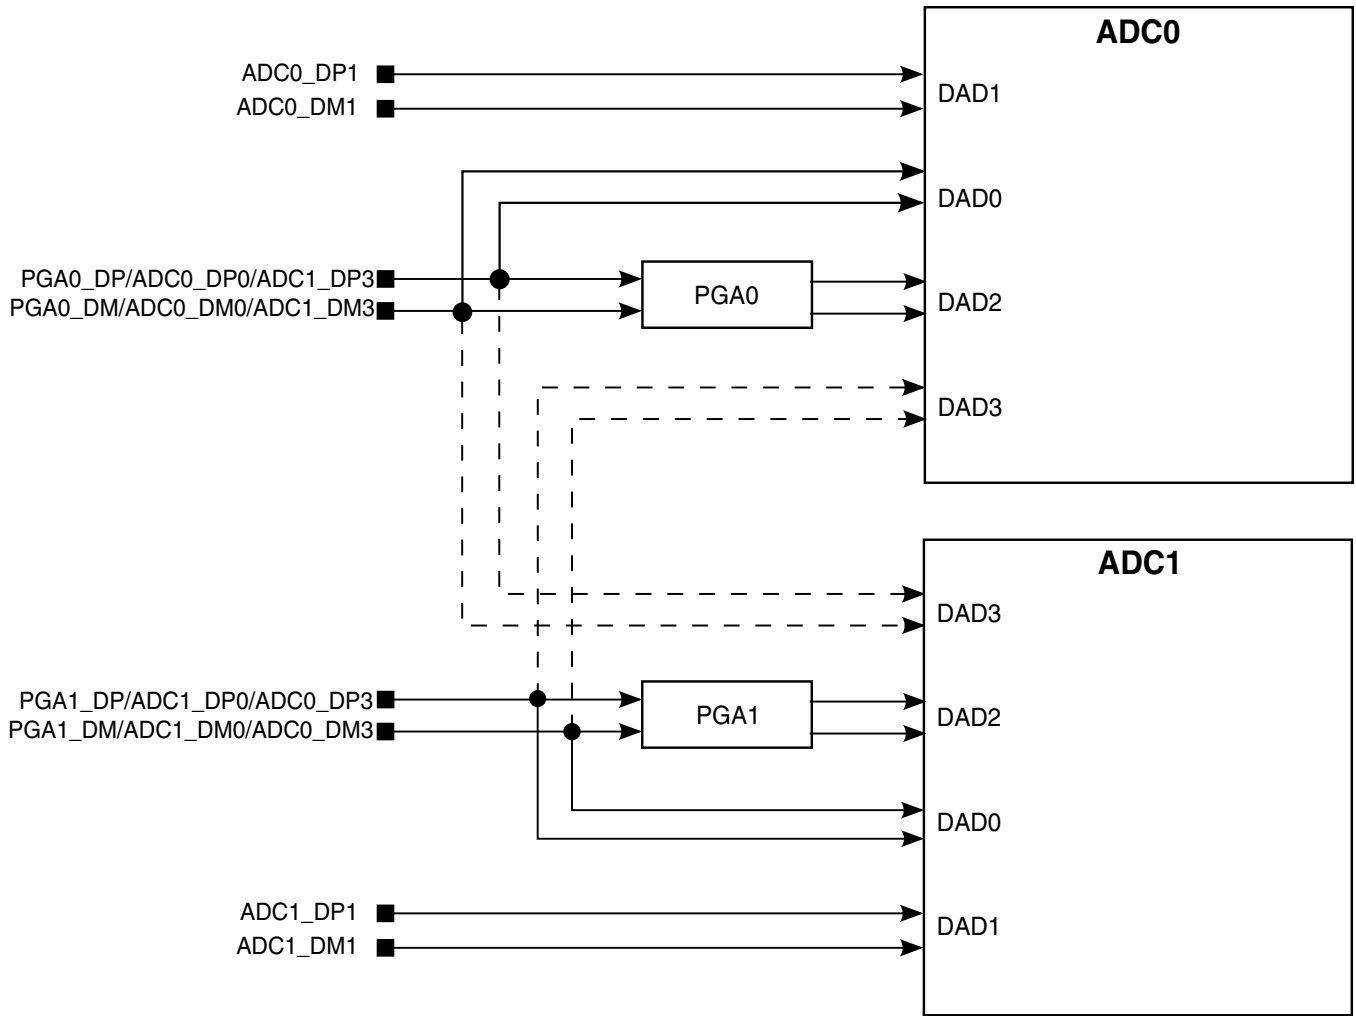 ADC0
ADC0_DP1
ADC0_DM1
DAD1
DAD0
PGA0_DP/ADC0_DP0/ADC1_DP3
PGA0_DM/ADC0_DM0/ADC1_DM3
PGA0
DAD2
DAD3
ADC1
DAD3
PGA1_DP/ADC1_DP0/ADC0_DP3
PGA1_DM/ADC1_DM0/ADC0_DM3
PGA1
DAD2
DAD0
ADC1_DP1
ADC1_DM1
DAD1